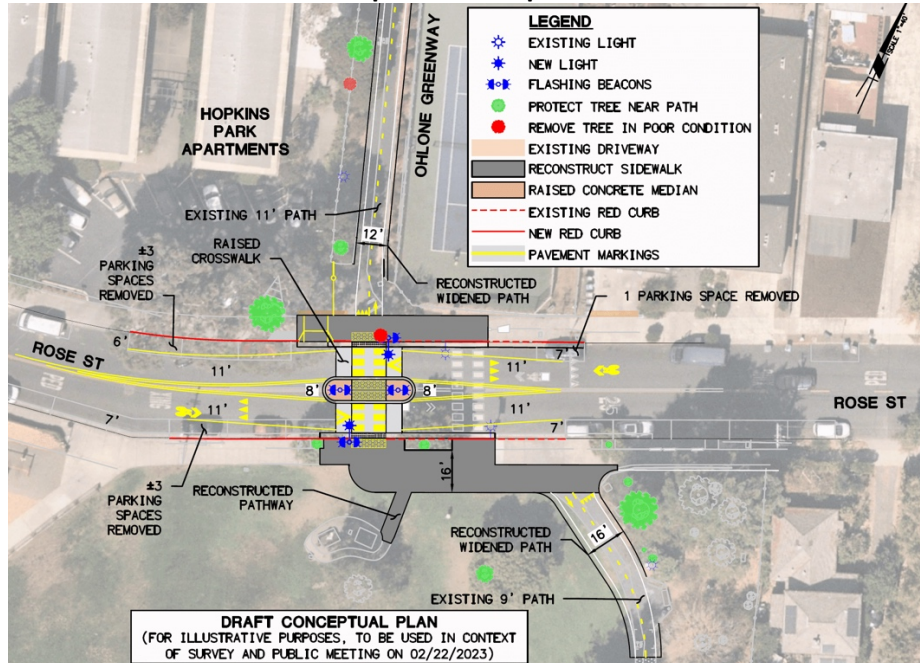 LEGEND
EXISTING LIGHT
NEW LIGHT
FLASHING BEACONS
PROTECT TREE NEAR PATH
REMOVE TREE IN POOR CONDITION
EXISTING DRIVEWAY
RECONSTRUCT SIDEWALK
RAISED CONCRETE MEDIAN
EXISTING RED CURB
NEW RED CURB
PAVEMENT MARKINGS
SCALE 1"=40'
OHLONE GREENWAY
HOPKINS
PARK
APARTMENTS
EXISTING 11' PATH
12'
RAISED
CROSSWALK
±3
PARKING
SPACES
REMOVED
RECONSTRUCTED
WIDENED PATH
1 PARKING SPACE REMOVED
6'
ROSE ST
11'
7'
8'
8'
11'
7'
11'
7'
25
ROSE ST
16'
±3
PARKING
SPACES
REMOVED
RECONSTRUCTED
PATHWAY
RECONSTRUCTED
WIDENED PATH
16'
EXISTING 9' PATH
DRAFT CONCEPTUAL PLAN
(FOR ILLUSTRATIVE PURPOSES, TO BE USED IN CONTEXT
OF SURVEY AND PUBLIC MEETING ON 02/22/2023)